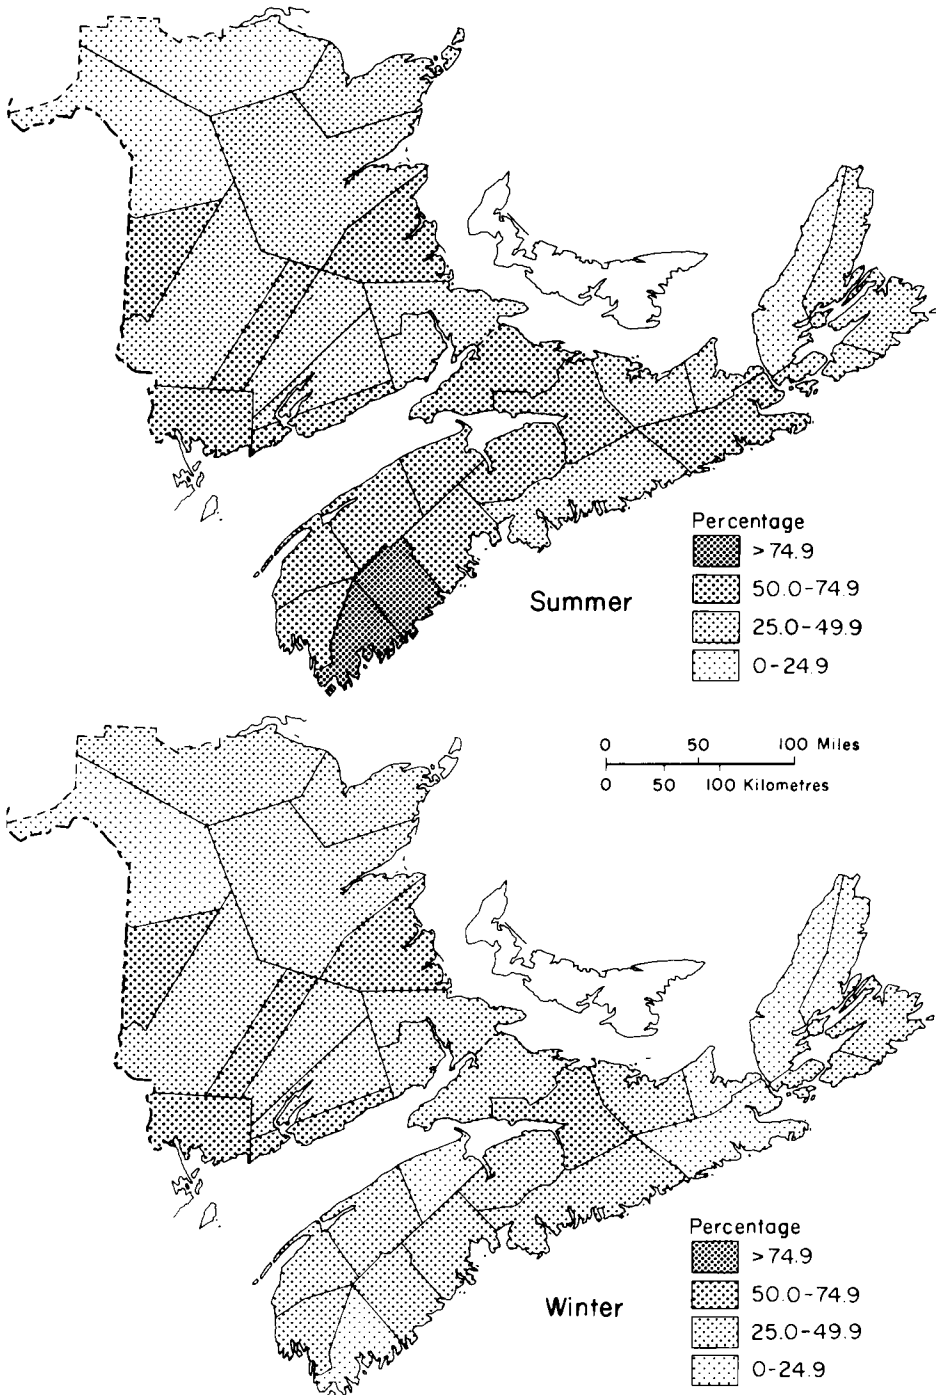 Percentage
>74.9
50.0-74.9
25.0-49.9
0-24.9
Summer
0 50 100 Miles
0 50 100 Kilometres
Percentage
>74.9
50.0-74.9
25.0-49.9
0-24.9
Winter